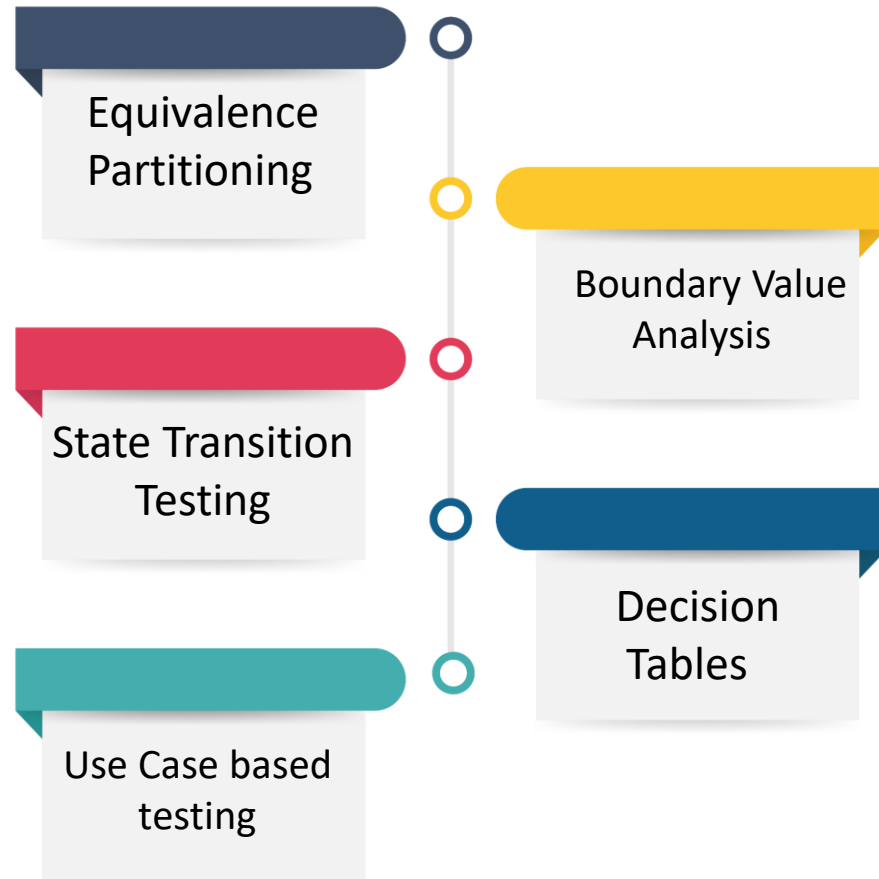 Equivalence
Partitioning
Boundary Value
Analysis
State Transition
Testing
Decision
Tables
Use Case based
testing